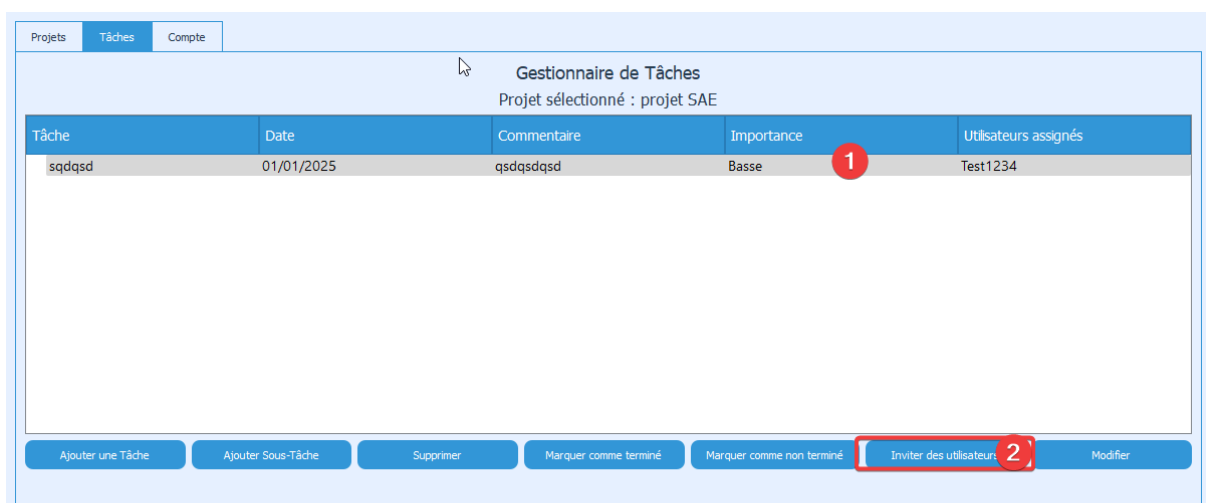 Projets Tâches Compte
Gestionnaire de Tâches
Projet sélectionné : projet SAE
Tâche Date Commentaire Importance Utilisateurs assignés
sqdqsd 01/01/2025 qsdqsdqsd Basse 1 Test1234
Ajouter une Tâche Ajouter Sous-Tâche Supprimer Marquer comme terminé Marquer comme non terminé Inviter des utilisateurs 2 Modifier